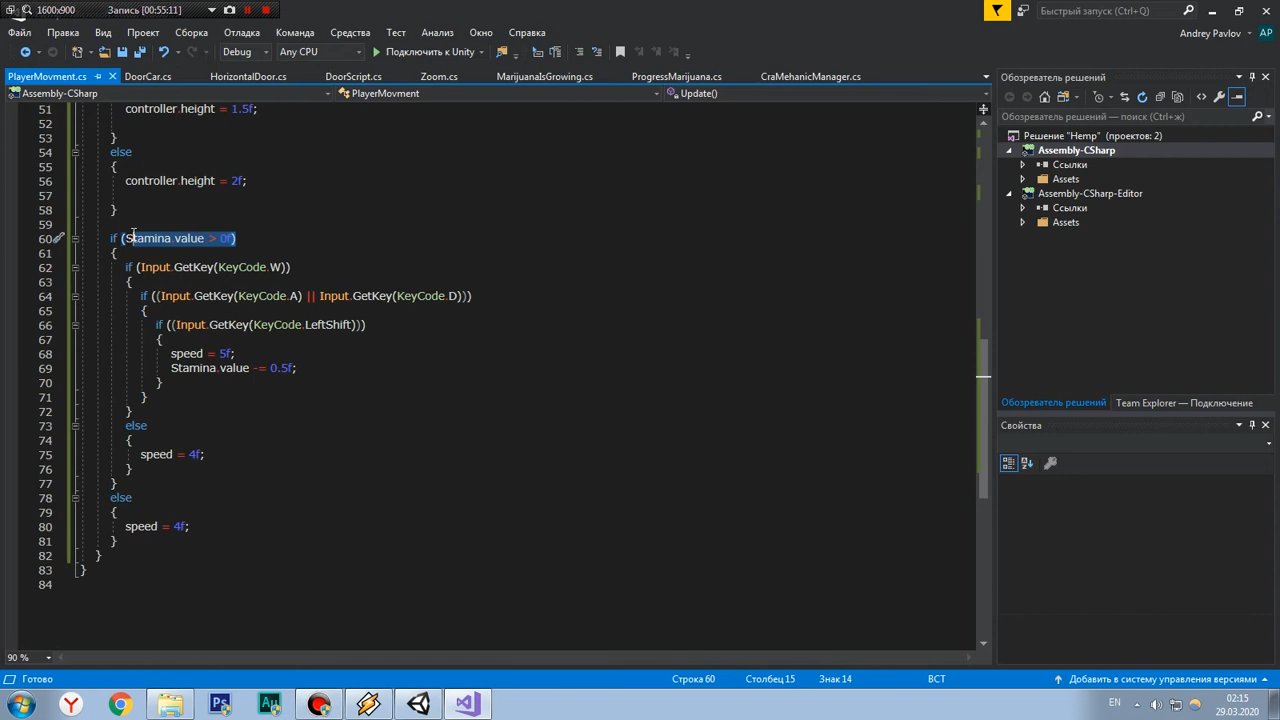 1600x900 Запись [00:55:11]
Быстрый запуск (Ctrl+Q)
Файл Правка Вид Проект Сборка Отладка Команда Средства Тест Анализ Окно Справка
Andrey Pavlov AP
Debug Any CPU Подключить к Unity
PlayerMovment.cs DoorCar.cs HorizontalDoor.cs DoorScript.cs Zoom.cs MarijuanaIsGrowing.cs ProgressMarijuana.cs CraMehanicManager.cs
Assembly-CSharp PlayerMovment Update()
51 controller.height = 1.5f;
52
53 }
54 else
55 {
56 controller.height = 2f;
57
58 }
59
60 if (Stamina.value > 0f)
61 {
62 if (Input.GetKey(KeyCode.W))
63 {
64 if ((Input.GetKey(KeyCode.A) || Input.GetKey(KeyCode.D)))
65 {
66 if ((Input.GetKey(KeyCode.LeftShift)))
67 {
68 speed = 5f;
69 Stamina.value -= 0.5f;
70 }
71 }
72 }
73 else
74 {
75 speed = 4f;
76 }
77 }
78 else
79 {
80 speed = 4f;
81 }
82 }
83 }
84
90 %
Обозреватель решений
Обозреватель решений — поиск (Ctrl+ж)
Решение "Hemp" (проектов: 2)
Assembly-CSharp
Ссылки
Assets
Assembly-CSharp-Editor
Ссылки
Assets
Обозреватель решений Team Explorer — Подключение
Свойства
Готово Строка 60 Столбец 15 Знак 14 ВСТ Добавить в систему управления версиями
EN 02:15
29.03.2020